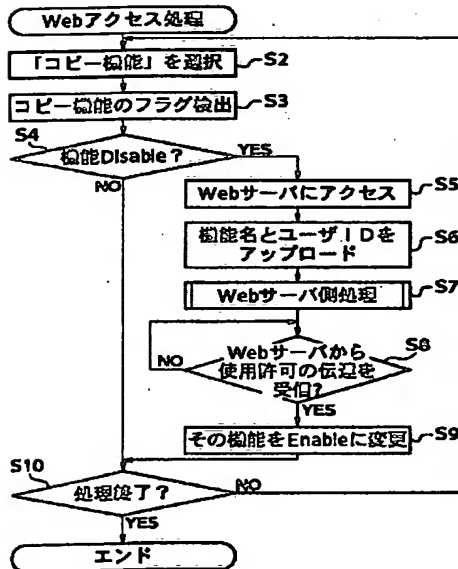 Webアクセス処理
「コピー機能」を選択
S2
コピー機能のフラグ検出
S3
S4
機能Disable？
YES
NO
Webサーバにアクセス
S5
機能名とユーザIDを
アップロード
S6
Webサーバ側処理
S7
Webサーバから
使用許可の伝達を
受信?
S8
NO
YES
その機能をEnableに変更
S9
S10
処理終了？
NO
YES
エンド